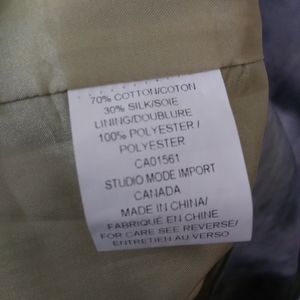 70% COTTON/COTON
30% SILK/SOIE
LINING/DOUBLURE
100% POLYESTER /
POLYESTER
CA01561
STUDIO MODE IMPORT
CANADA
MADE IN CHINA/
FABRIQUÉ EN CHINE
FOR CARE SEE REVERSE/
ENTRETIEN AU VERSO